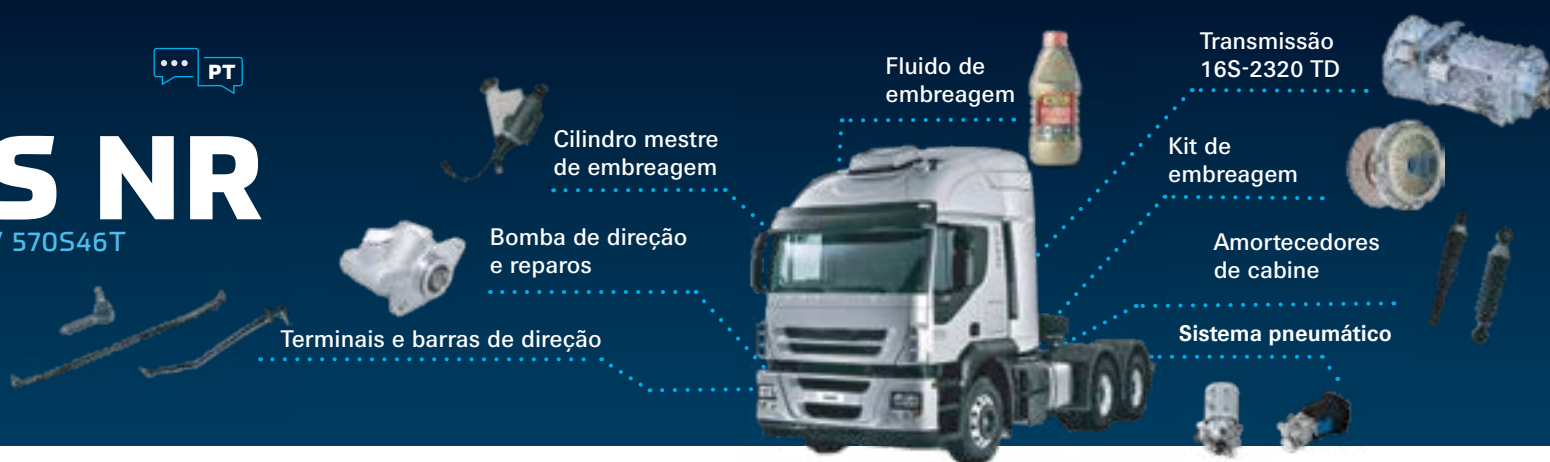 PT
S NR
/ 570S46T
Cilindro mestre
de embreagem
Bomba de direção
e reparos
Terminais e barras de direção
Fluido de
embreagem
Transmissão
16S-2320 TD
Kit de
embreagem
Amortecedores
de cabine
Sistema pneumático